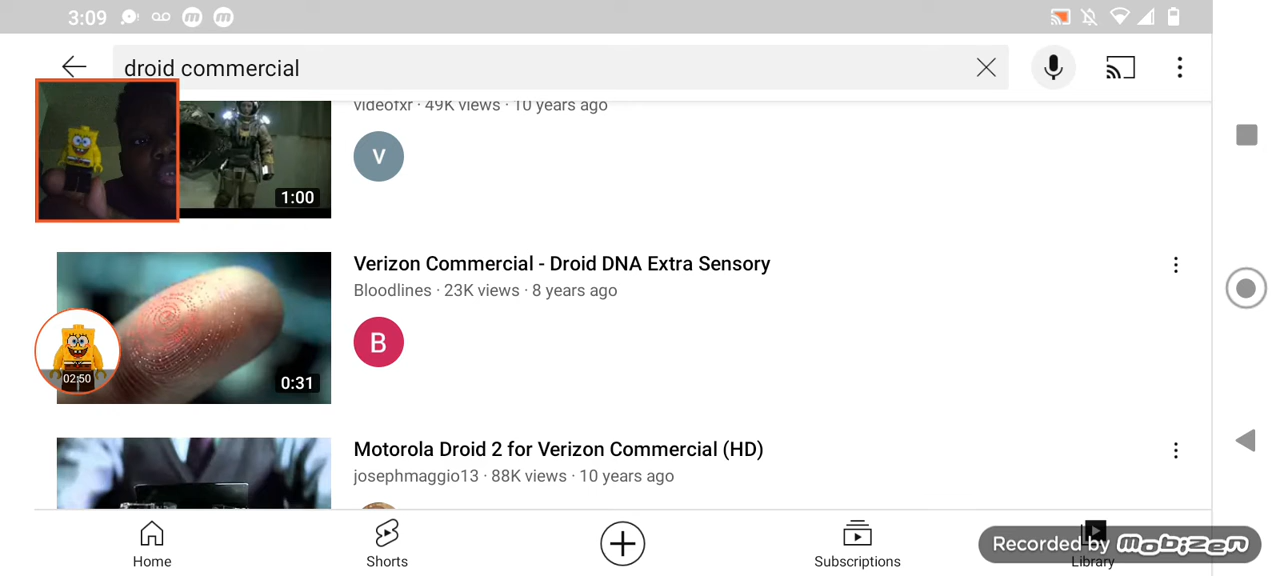 3:09
droid commercial
videofxr · 49K views · 10 years ago
V
1:00
Verizon Commercial - Droid DNA Extra Sensory
Bloodlines · 23K views · 8 years ago
B
02:50
0:31
Motorola Droid 2 for Verizon Commercial (HD)
josephmaggio13 · 88K views · 10 years ago
Home
Shorts
Subscriptions
Library
Recorded by mobizen